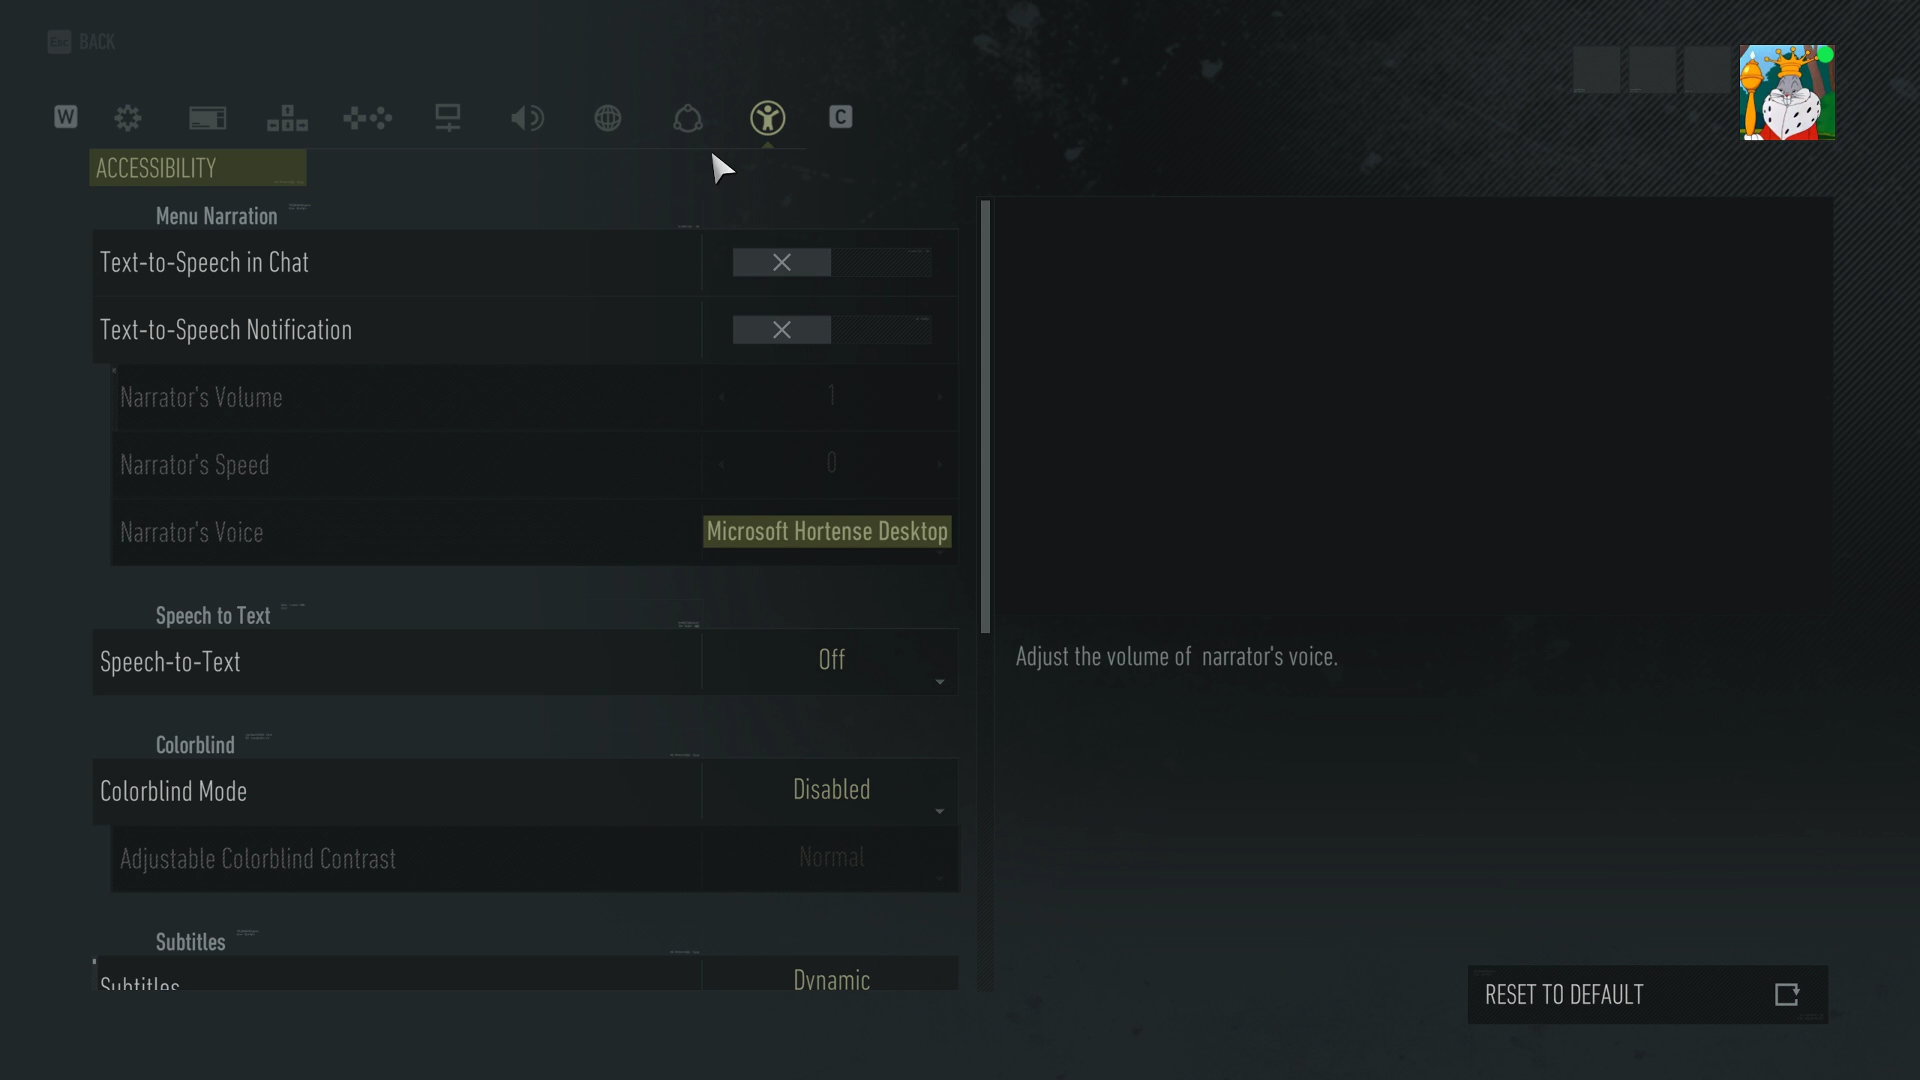 Esc BACK
W
C
ACCESSIBILITY
Menu Narration
Text-to-Speech in Chat
Text-to-Speech Notification
Narrator's Volume
1
Narrator's Speed
0
Narrator's Voice
Microsoft Hortense Desktop
Speech to Text
Speech-to-Text
Off
Colorblind
Colorblind Mode
Disabled
Adjustable Colorblind Contrast
Normal
Subtitles
Subtitles
Dynamic
Adjust the volume of narrator's voice.
RESET TO DEFAULT